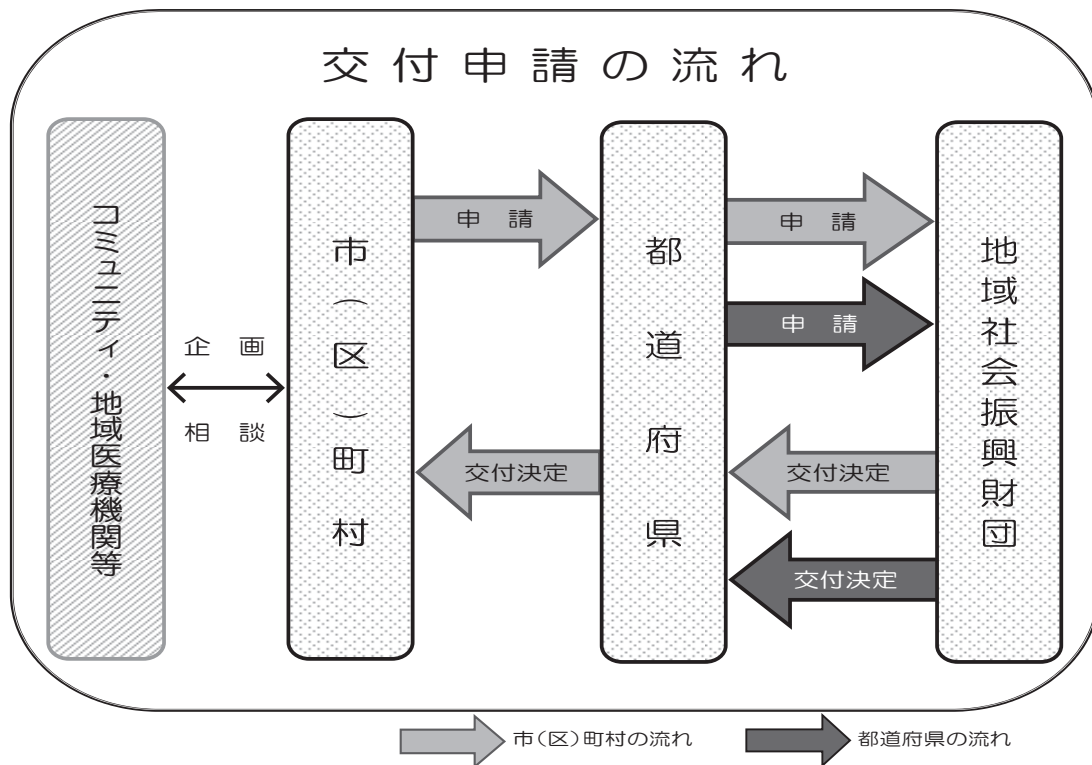 交付申請の流れ
コミュニティ・地域医療機関等
企画
相談
市(区)町村
申請
交付決定
都道府県
申請
申請
交付決定
交付決定
地域社会振興財団
市(区)町村の流れ
都道府県の流れ